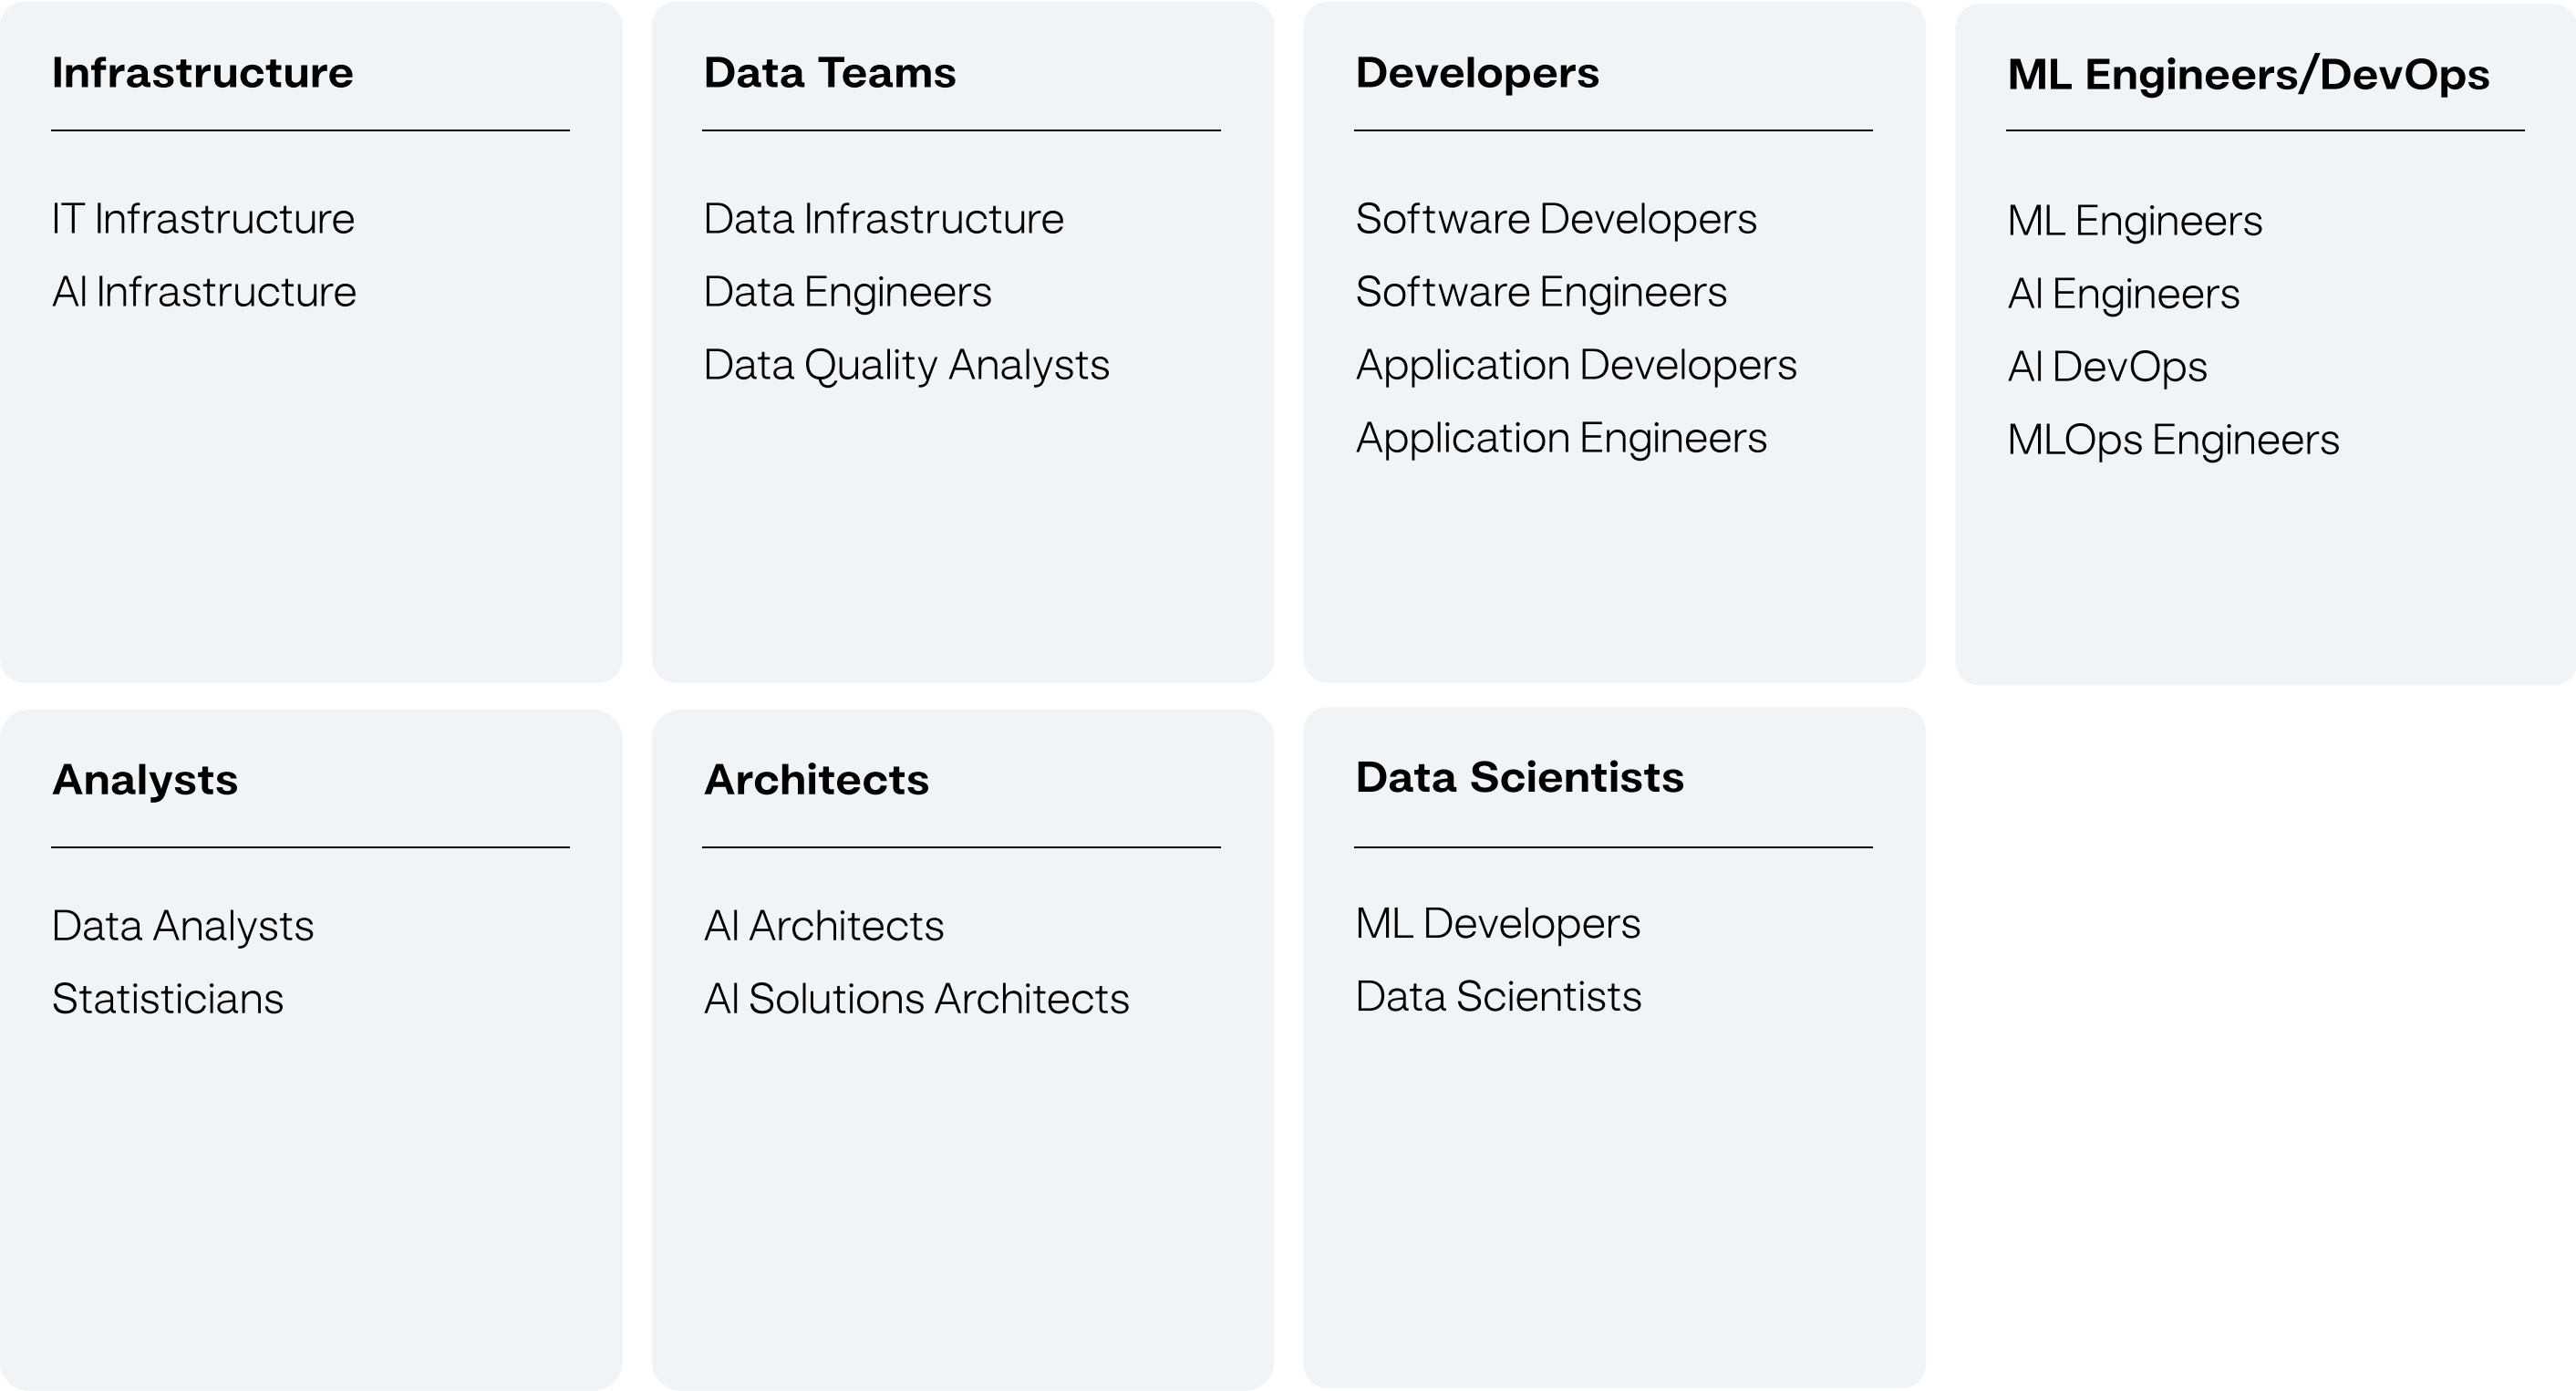 Infrastructure
IT Infrastructure
AI Infrastructure
Data Teams
Data Infrastructure
Data Engineers
Data Quality Analysts
Developers
Software Developers
Software Engineers
Application Developers
Application Engineers
ML Engineers/DevOps
ML Engineers
AI Engineers
AI DevOps
MLOps Engineers
Analysts
Data Analysts
Statisticians
Architects
AI Architects
AI Solutions Architects
Data Scientists
ML Developers
Data Scientists